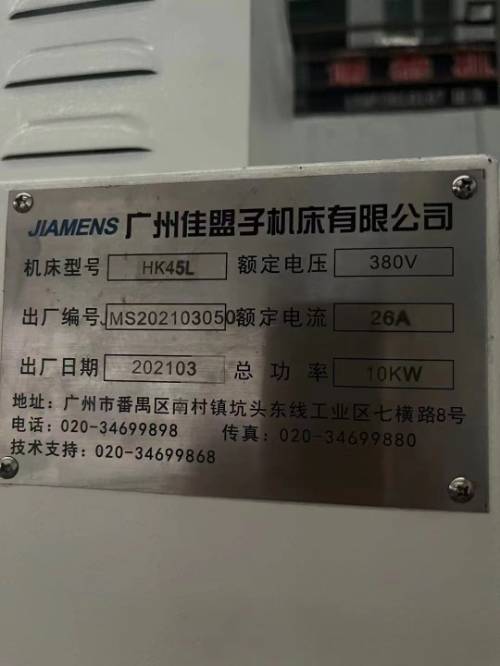 JIAMENS 广州佳盟子机床有限公司
机床型号 HK45L 额定电压 380V
出厂编号 JMS202103050 额定电流 26A
出厂日期 202103 总功率 10KW
地址:广州市番禺区南村镇坑头东线工业区七横路8号
电话:020-34699898 传真:020-34699880
技术支持:020-34699868